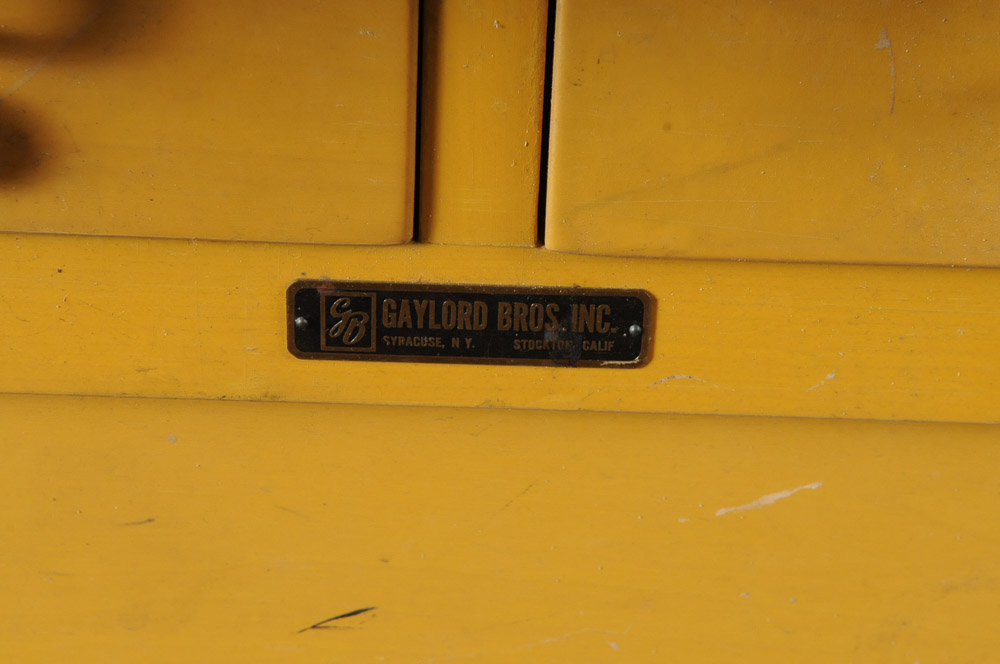 GB
GAYLORD BROS. INC.
SYRACUSE, N.Y. STOCKTON, CALIF